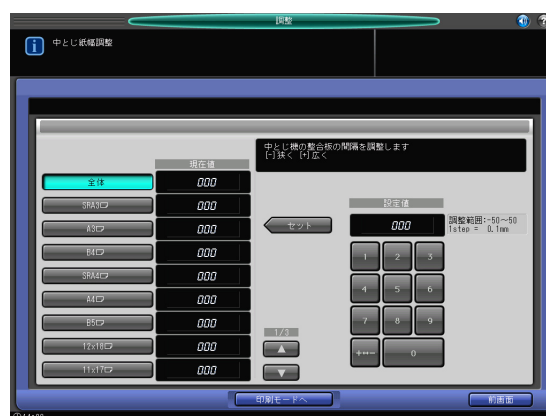 調整
中とじ紙幅調整
中とじ機の整合板の間隔を調整します
[-]狭く [+]広く
現在値
全体 000
SRA3 000
A3 000
B4 000
SRA4 000
A4 000
B5 000
12x18 000
11x17 000
セット
設定値
000
調整範囲:-50～50
1step = 0.1mm
1 2 3
4 5 6
7 8 9
+↔- 0
1/3
印刷モードへ
前画面